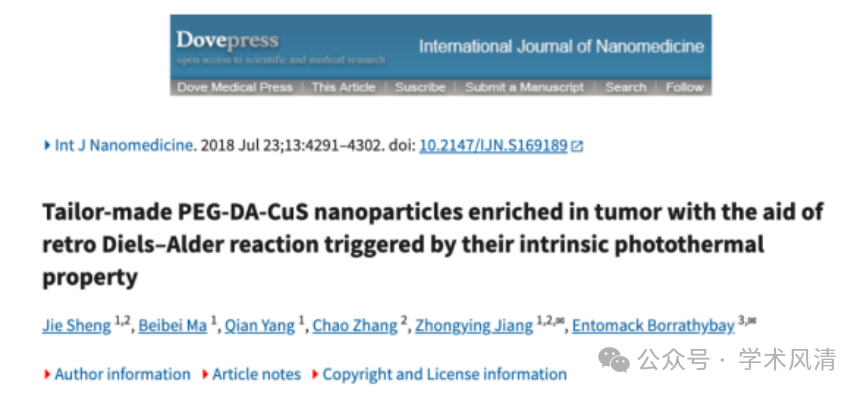 Dovepress
open access to scientific and medical research
International Journal of Nanomedicine
Dove Medical Press | This Article | Suscribe | Submit a Manuscript | Search | Follow
Int J Nanomedicine. 2018 Jul 23;13:4291–4302. doi: 10.2147/IJN.S169189
Tailor-made PEG-DA-CuS nanoparticles enriched in tumor with the aid of
retro Diels–Alder reaction triggered by their intrinsic photothermal
property
Jie Sheng 1,2, Beibei Ma 1, Qian Yang 1, Chao Zhang 2, Zhongying Jiang 1,2,✉, Entomack Borrathybay 3,✉
Author information Article notes Copyright and License information
公众号 · 学术风清